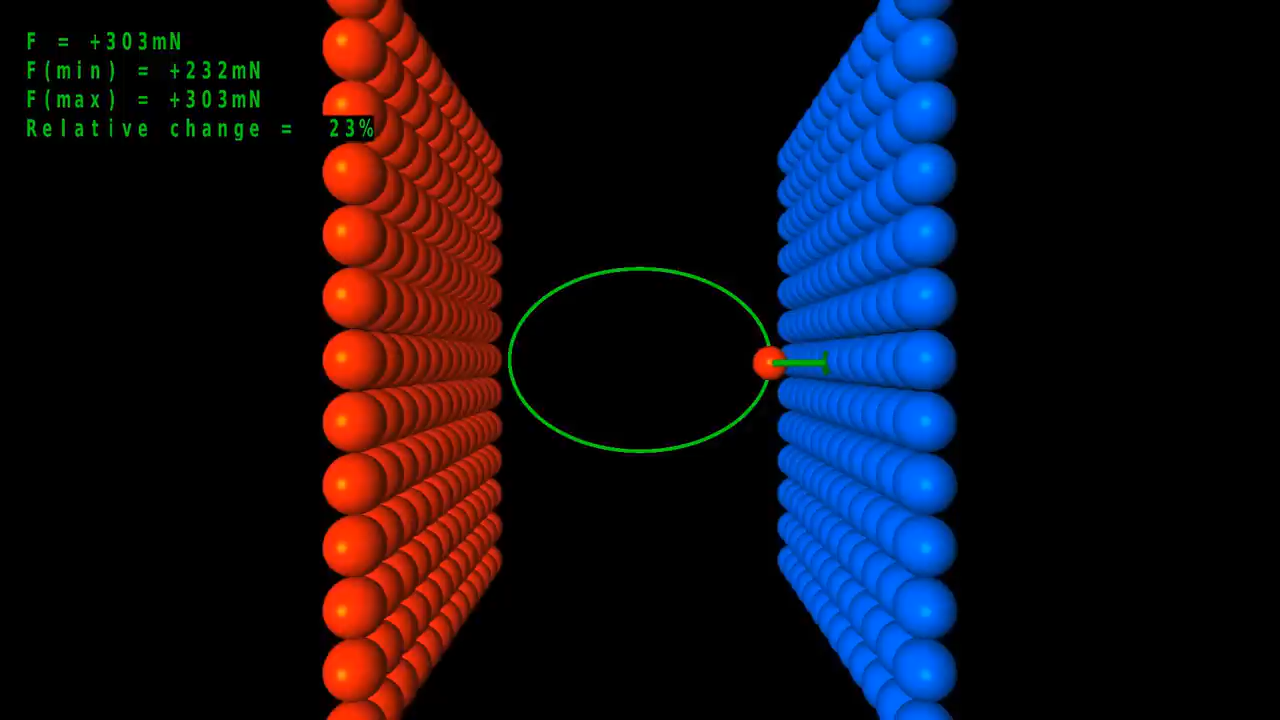 F = +303mN
F(min) = +232mN
F(max) = +303mN
Relative change = 23%